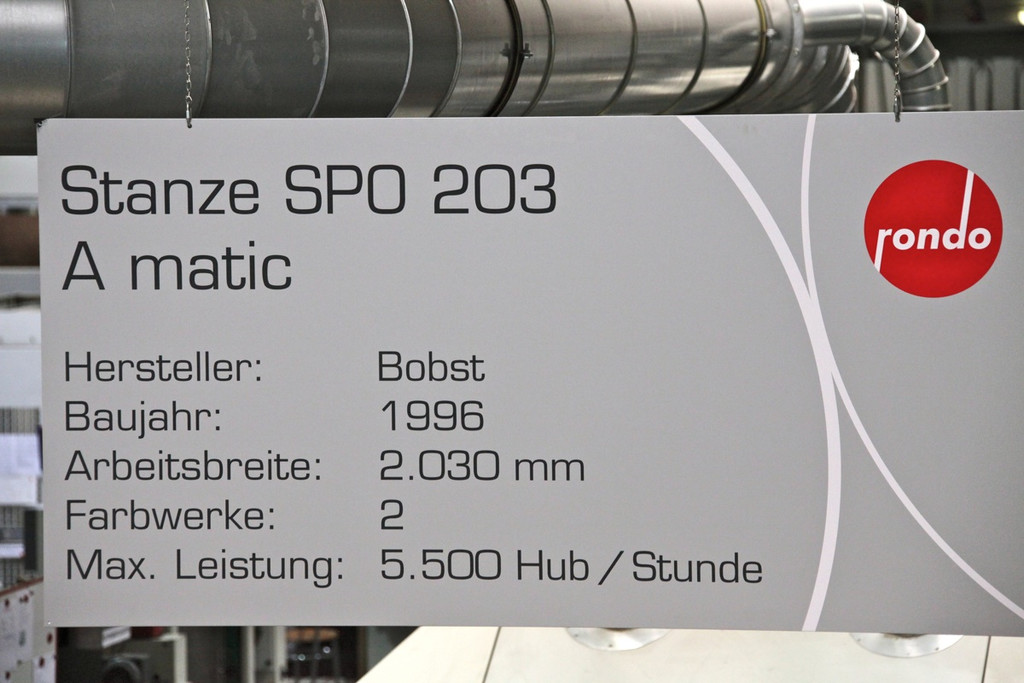 Stanze SPO 203
A matic
rondo
Hersteller: Bobst
Baujahr: 1996
Arbeitsbreite: 2.030 mm
Farbwerke: 2
Max. Leistung: 5.500 Hub / Stunde